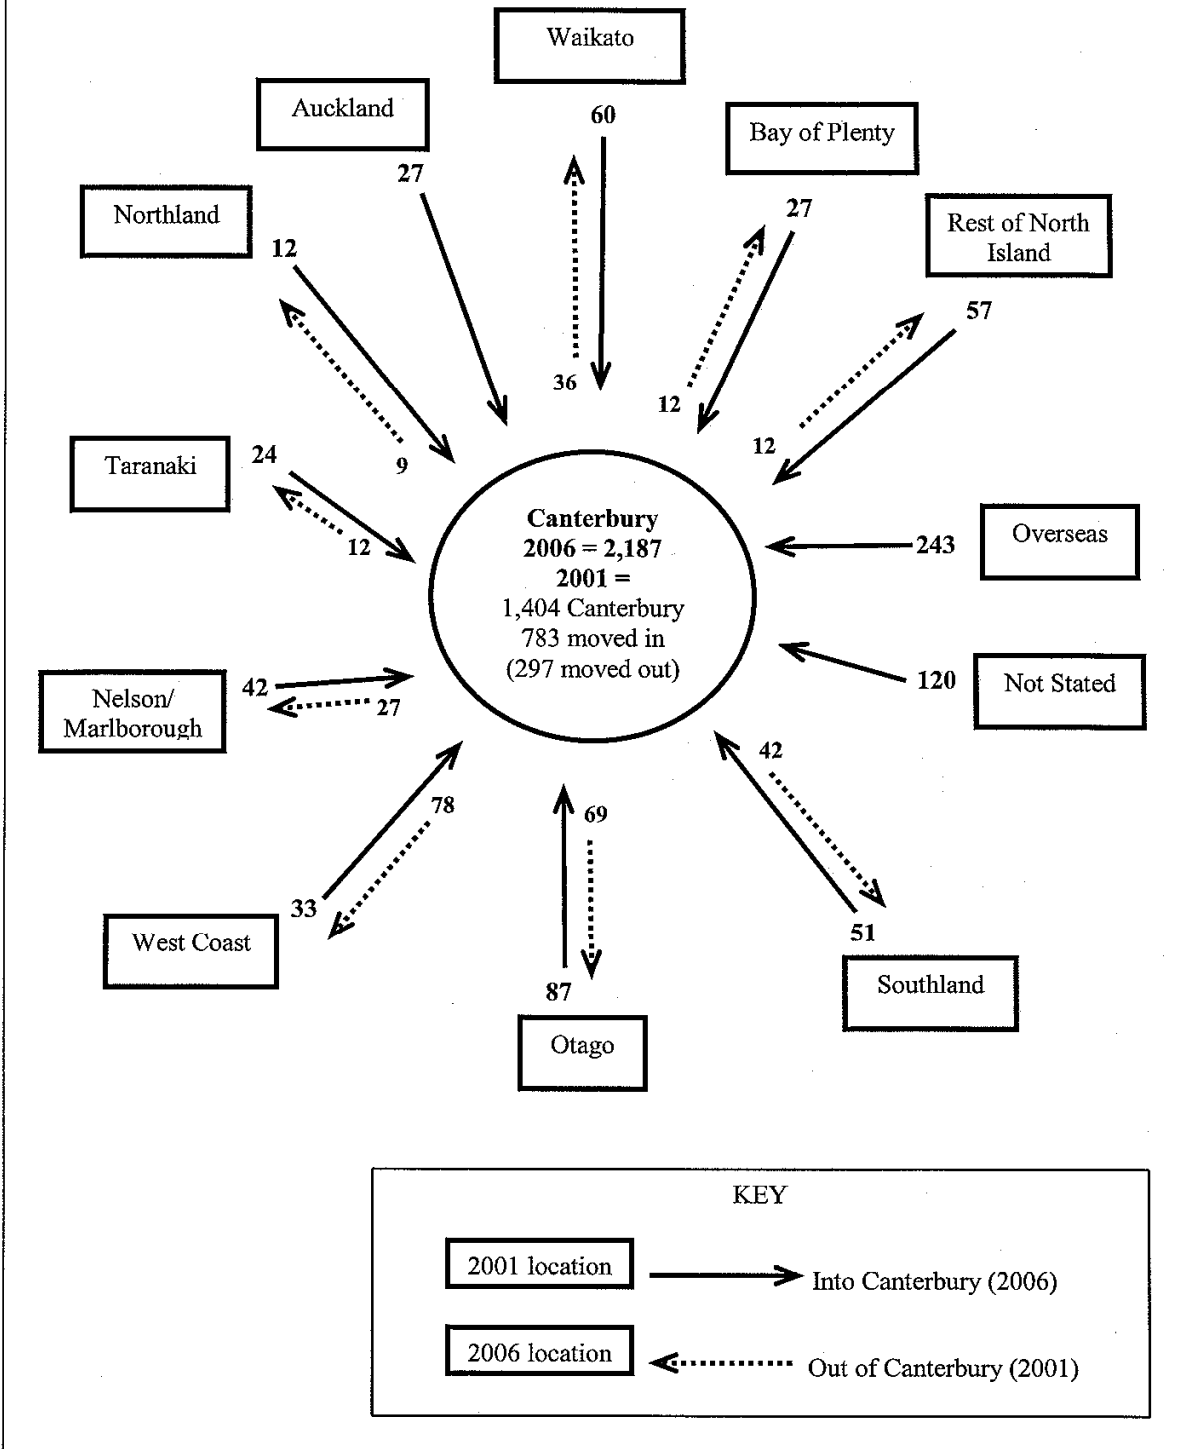 Waikato
60
36
Auckland
27
Bay of Plenty
27
12
Northland
12
9
Rest of North
Island
57
12
Taranaki
24
12
Canterbury
2006 = 2,187
2001 =
1,404 Canterbury
783 moved in
(297 moved out)
243
Overseas
Nelson/
Marlborough
42
27
120
Not Stated
78
33
West Coast
69
87
Otago
42
51
Southland
KEY
2001 location
Into Canterbury (2006)
2006 location
Out of Canterbury (2001)